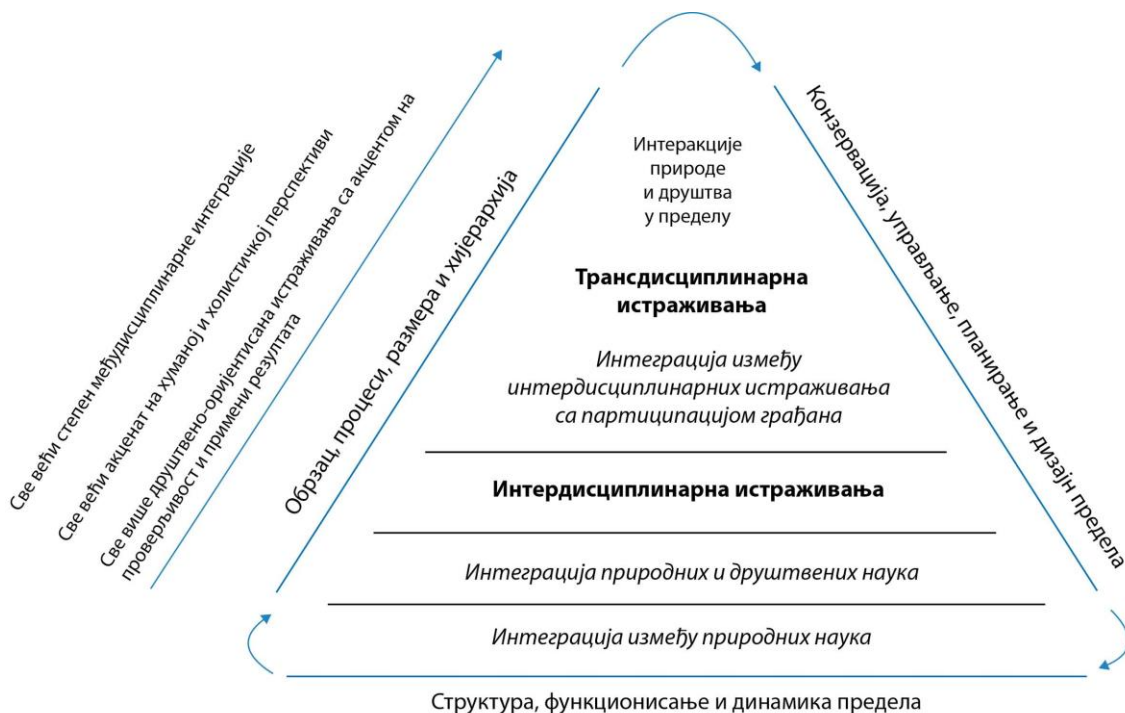 Све већи степен међудисциплинарне интеграције
Све већи акценат на хуманој и холистичкој перспективи
Све више друштвено-оријентисана истраживања са акцентом на
проверљивост и примени резултата
Обрзац, процеси, размера и хијерархија
Интеракције
природе
и друштва
у пределу
Трансдисциплинарна
истраживања
Интеграција између
интердисциплинарних истраживања
са партиципацијом грађана
Интердисциплинарна истраживања
Интеграција природних и друштвених наука
Интеграција између природних наука
Конзервација, управљање, планирање и дизајн предела
Структура, функционисање и динамика предела